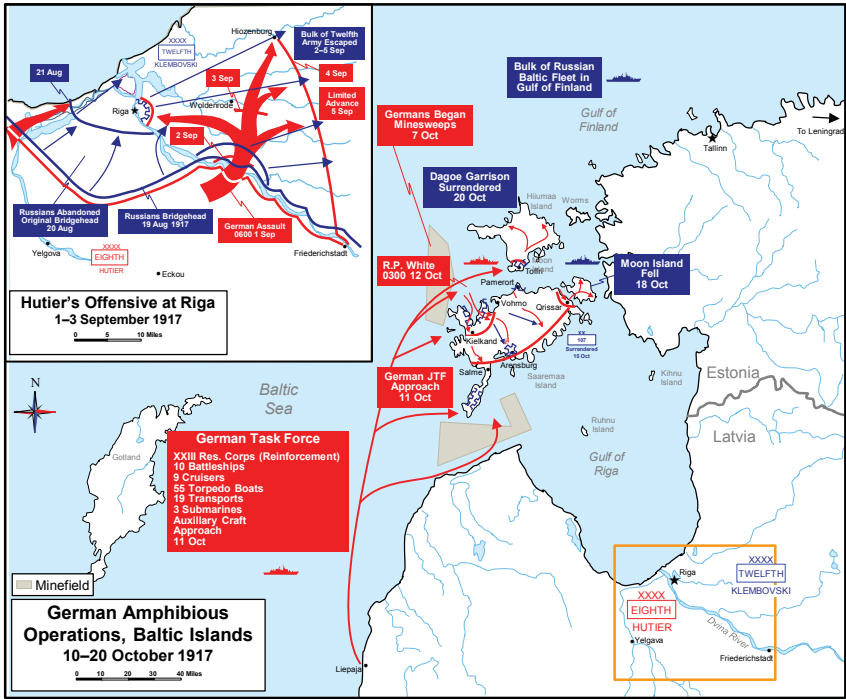 Hiozenburg
XXXX
TWELFTH
KLEMBOVSKI
Bulk of Twelfth
Army Escaped
2–5 Sep
21 Aug
3 Sep
4 Sep
Woldenrode
Limited
Advance
5 Sep
Riga
2 Sep
Russians Abandoned
Original Bridgehead
20 Aug
Russians Bridgehead
19 Aug 1917
German Assault
0600 1 Sep
Yelgova
XXXX
EIGHTH
HUTIER
Eckou
Friederichstadt
Hutier's Offensive at Riga
1–3 September 1917
0 5 10 Miles
Bulk of Russian
Baltic Fleet in
Gulf of Finland
Gulf of
Finland
To Leningrad
Tallinn
Germans Began
Minesweeps
7 Oct
Dagoe Garrison
Surrendered
20 Oct
Hiiumaa
Island
Worms
R.P. White
0300 12 Oct
Toffri
Moon
Island
Pamerort
Moon Island
Fell
18 Oct
Vohmo
Qrissar
Kielkand
XX
107
Surrendered
15 Oct
Salme
Arensburg
Saaremaa
Island
Kihnu
Island
German JTF
Approach
11 Oct
Estonia
Latvia
Ruhnu
Island
Gulf of
Riga
N
Baltic
Sea
Gotland
German Task Force
XXIII Res. Corps (Reinforcement)
10 Battleships
9 Cruisers
55 Torpedo Boats
19 Transports
3 Submarines
Auxillary Craft
Approach
11 Oct
Minefield
German Amphibious
Operations, Baltic Islands
10–20 October 1917
0 10 20 30 40 Miles
Liepaja
Riga
XXXX
TWELFTH
KLEMBOVSKI
XXXX
EIGHTH
HUTIER
Yelgava
Dvina River
Friederichstadt